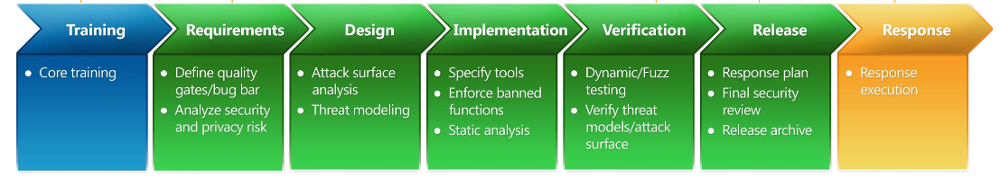 Training
Requirements
Design
Implementation
Verification
Release
Response
• Core training
• Define quality
gates/bug bar
• Analyze security
and privacy risk
• Attack surface
analysis
• Threat modeling
• Specify tools
• Enforce banned
functions
• Static analysis
• Dynamic/Fuzz
testing
• Verify threat
models/attack
surface
• Response plan
• Final security
review
• Release archive
• Response
execution